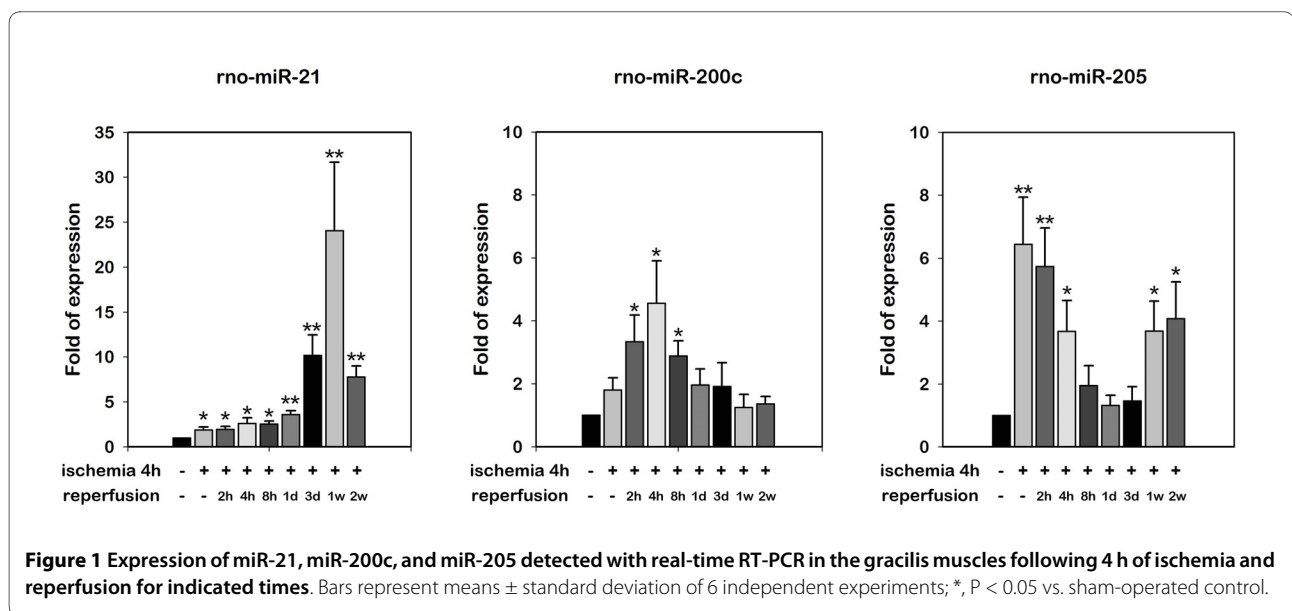 rno-miR-21
35
30
25
20
15
10
5
0
Fold of expression
** 
* * * * ** ** **
ischemia 4h - + + + + + + + +
reperfusion - - 2h 4h 8h 1d 3d 1w 2w
rno-miR-200c
10
8
6
4
2
0
Fold of expression
* * *
- + + + + + + + +
- - 2h 4h 8h 1d 3d 1w 2w
rno-miR-205
10
8
6
4
2
0
Fold of expression
** ** * * *
ischemia 4h - + + + + + + + +
reperfusion - - 2h 4h 8h 1d 3d 1w 2w
Figure 1 Expression of miR-21, miR-200c, and miR-205 detected with real-time RT-PCR in the gracilis muscles following 4 h of ischemia and
reperfusion for indicated times. Bars represent means ± standard deviation of 6 independent experiments; *, P < 0.05 vs. sham-operated control.